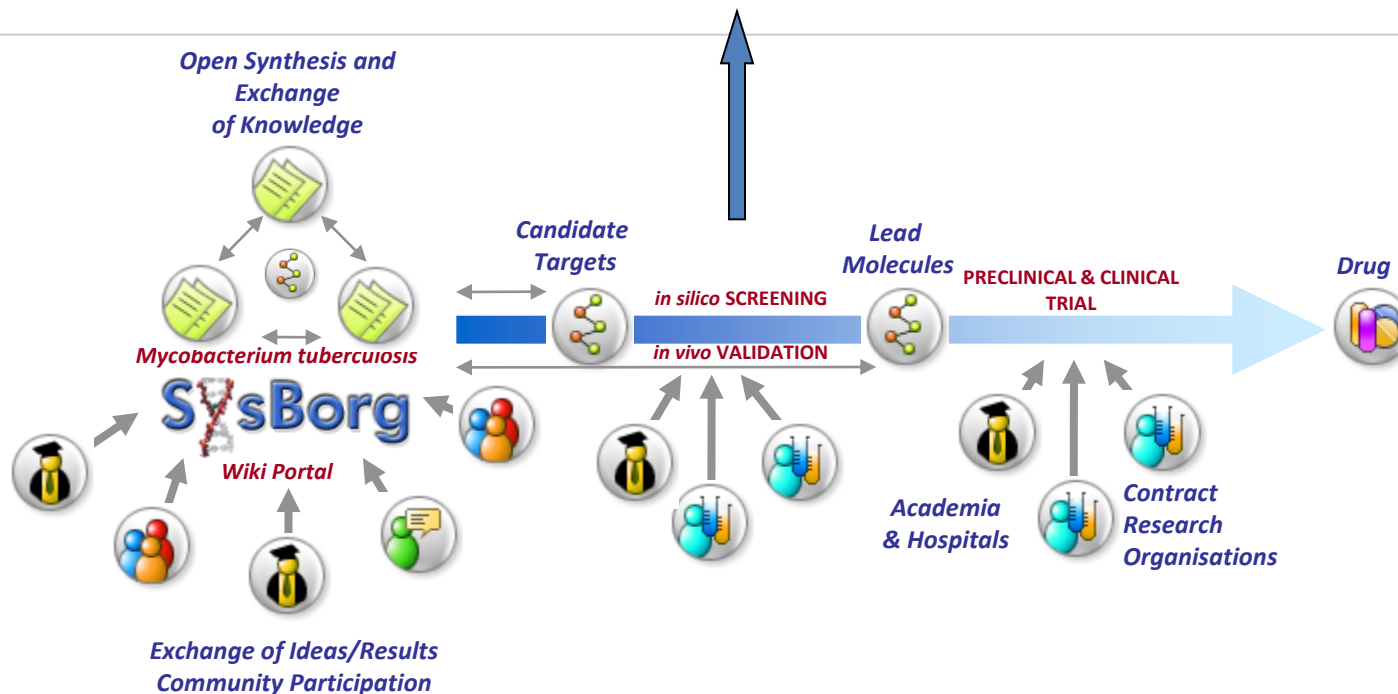 Open Synthesis and
Exchange
of Knowledge
Candidate
Targets
Lead
Molecules
PRECLINICAL & CLINICAL
TRIAL
Drug
in silico SCREENING
in vivo VALIDATION
Mycobacterium tuberculosis
SysBorg
Wiki Portal
Academia
& Hospitals
Contract
Research
Organisations
Exchange of Ideas/Results
Community Participation